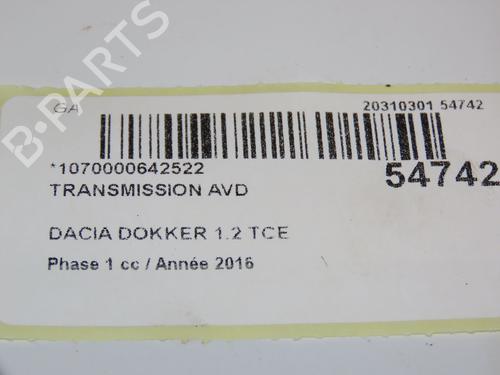 GA
20310301 54742
*1070000642522
54742
TRANSMISSION AVD
DACIA DOKKER 1.2 TCE
Phase 1 cc / Année 2016
B-PARTS